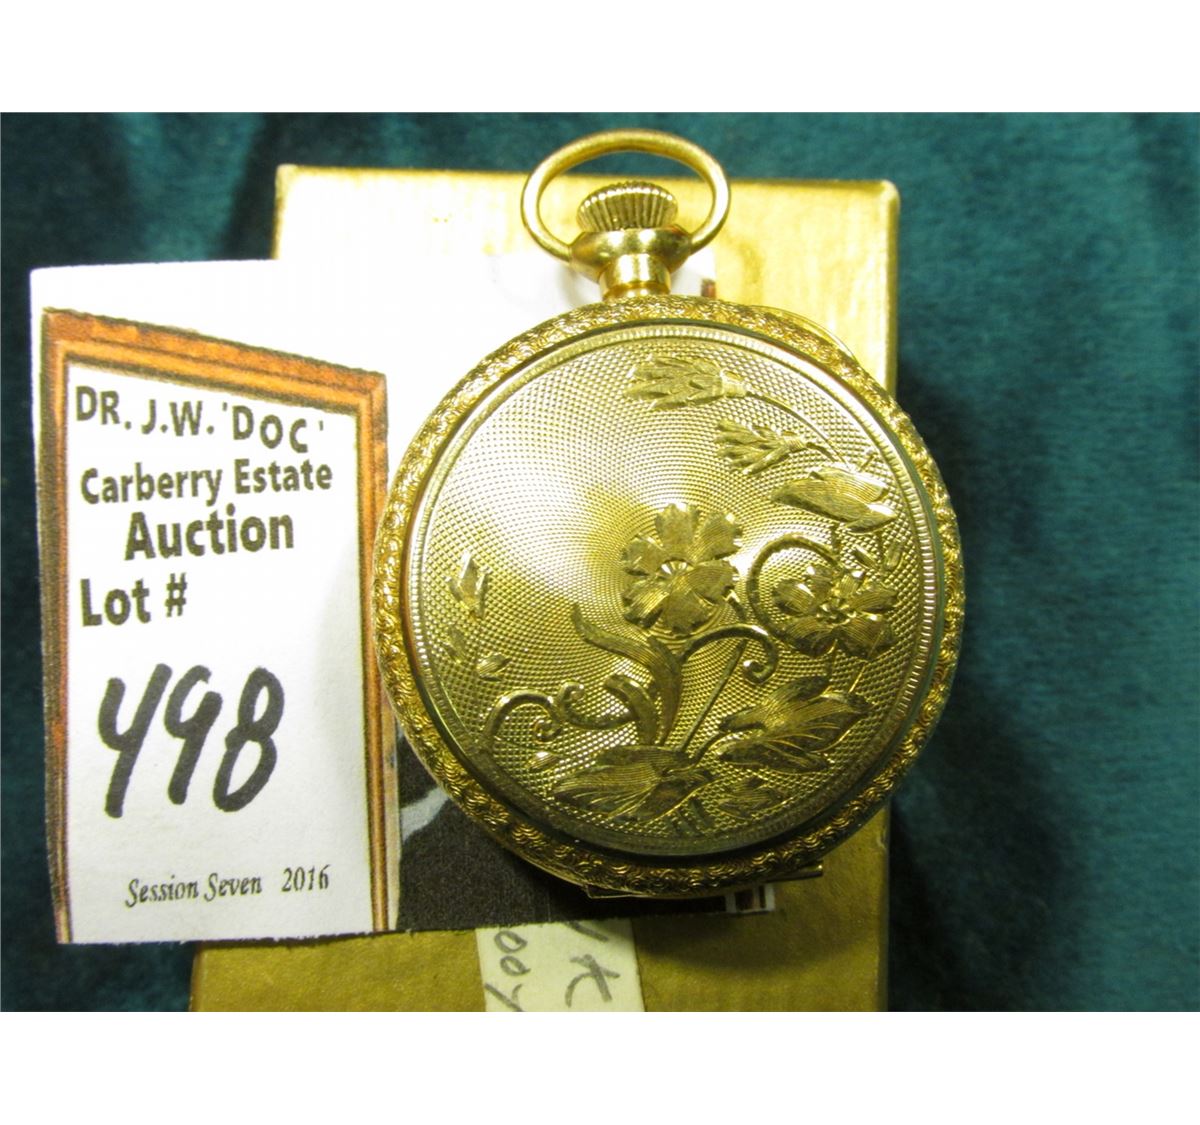 DR. J.W. 'DOC'
Carberry Estate
Auction
Lot #
498
Session Seven 2016